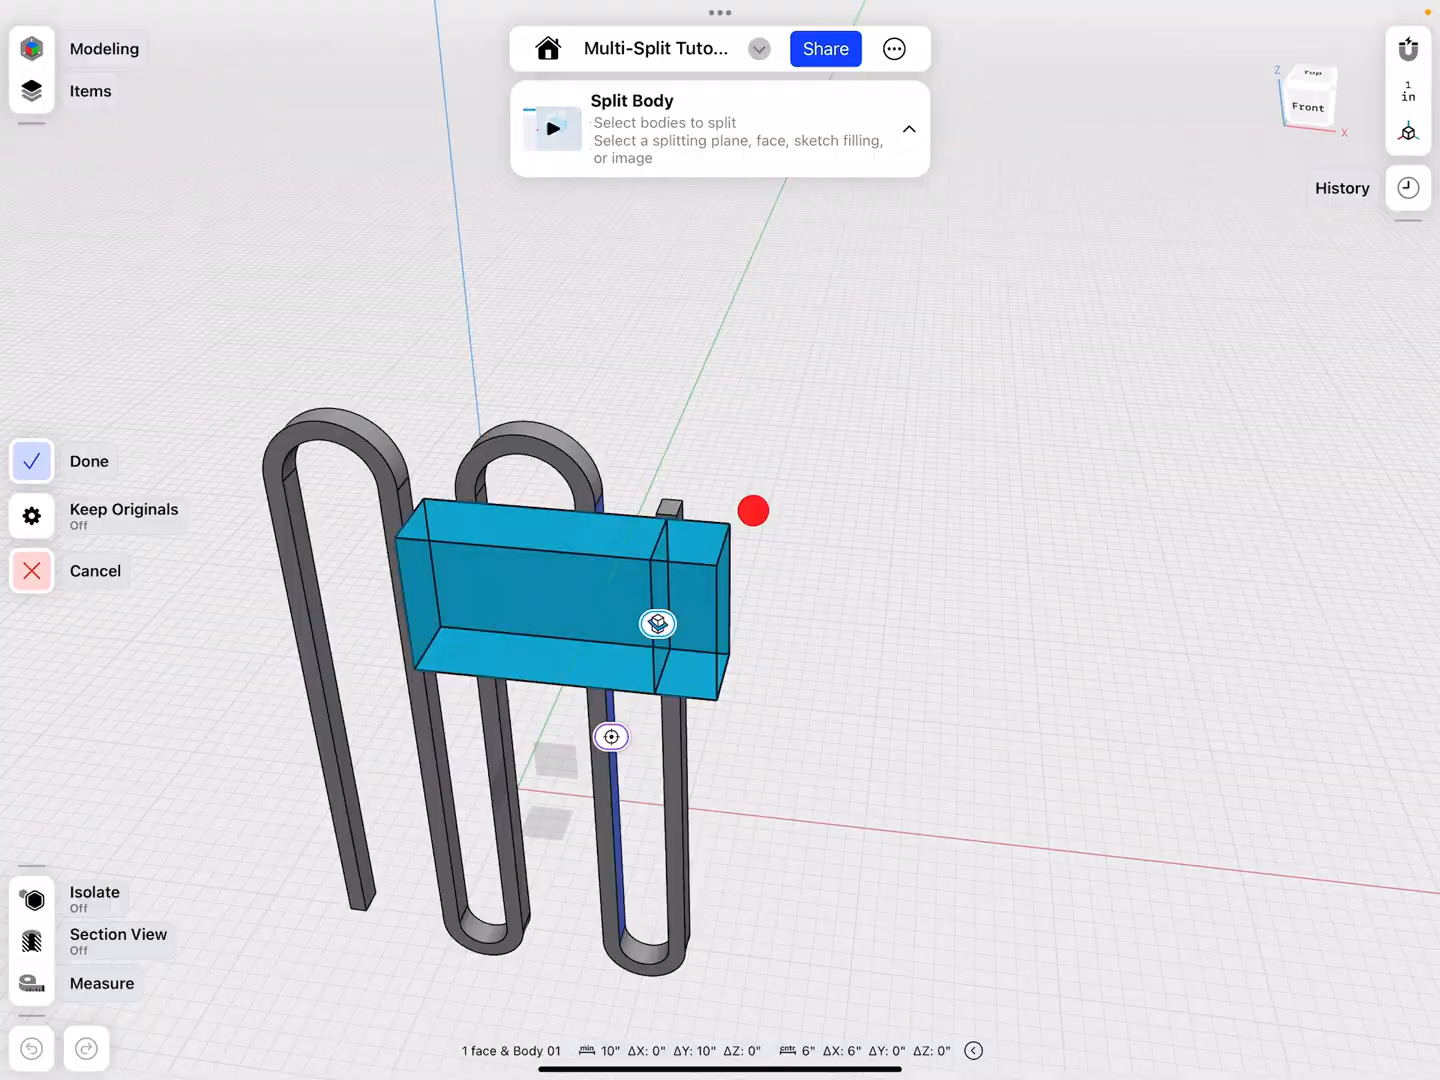 Modeling
Items
Multi-Split Tuto...
Share
Split Body
Select bodies to split
Select a splitting plane, face, sketch filling,
or image
Top
Front
Z
X
1
in
History
Done
Keep Originals
Off
Cancel
Isolate
Off
Section View
Off
Measure
1 face & Body 01 min 10" ΔX: 0" ΔY: 10" ΔZ: 0" cntr 6" ΔX: 6" ΔY: 0" ΔZ: 0"